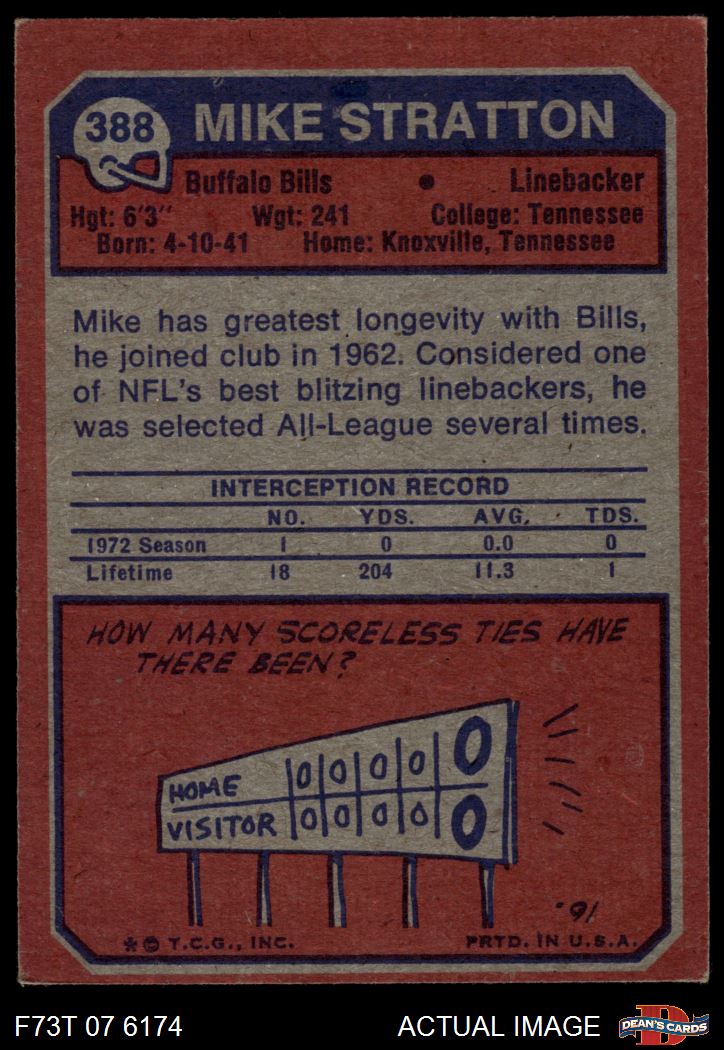 388 MIKE STRATTON
Buffalo Bills • Linebacker
Hgt: 6'3" Wgt: 241 College: Tennessee
Born: 4-10-41 Home: Knoxville, Tennessee
Mike has greatest longevity with Bills,
he joined club in 1962. Considered one
of NFL's best blitzing linebackers, he
was selected All-League several times.
INTERCEPTION RECORD
NO. YDS. AVG. TDS.
1972 Season 1 0 0.0 0
Lifetime 18 204 11.3 1
HOW MANY SCORELESS TIES HAVE
THERE BEEN?
HOME 0 0 0 0 0
VISITOR 0 0 0 0 0
16.
*© T.C.G., INC. PRTD. IN U.S.A.
F73T 07 6174 ACTUAL IMAGE D DEAN'S CARDS